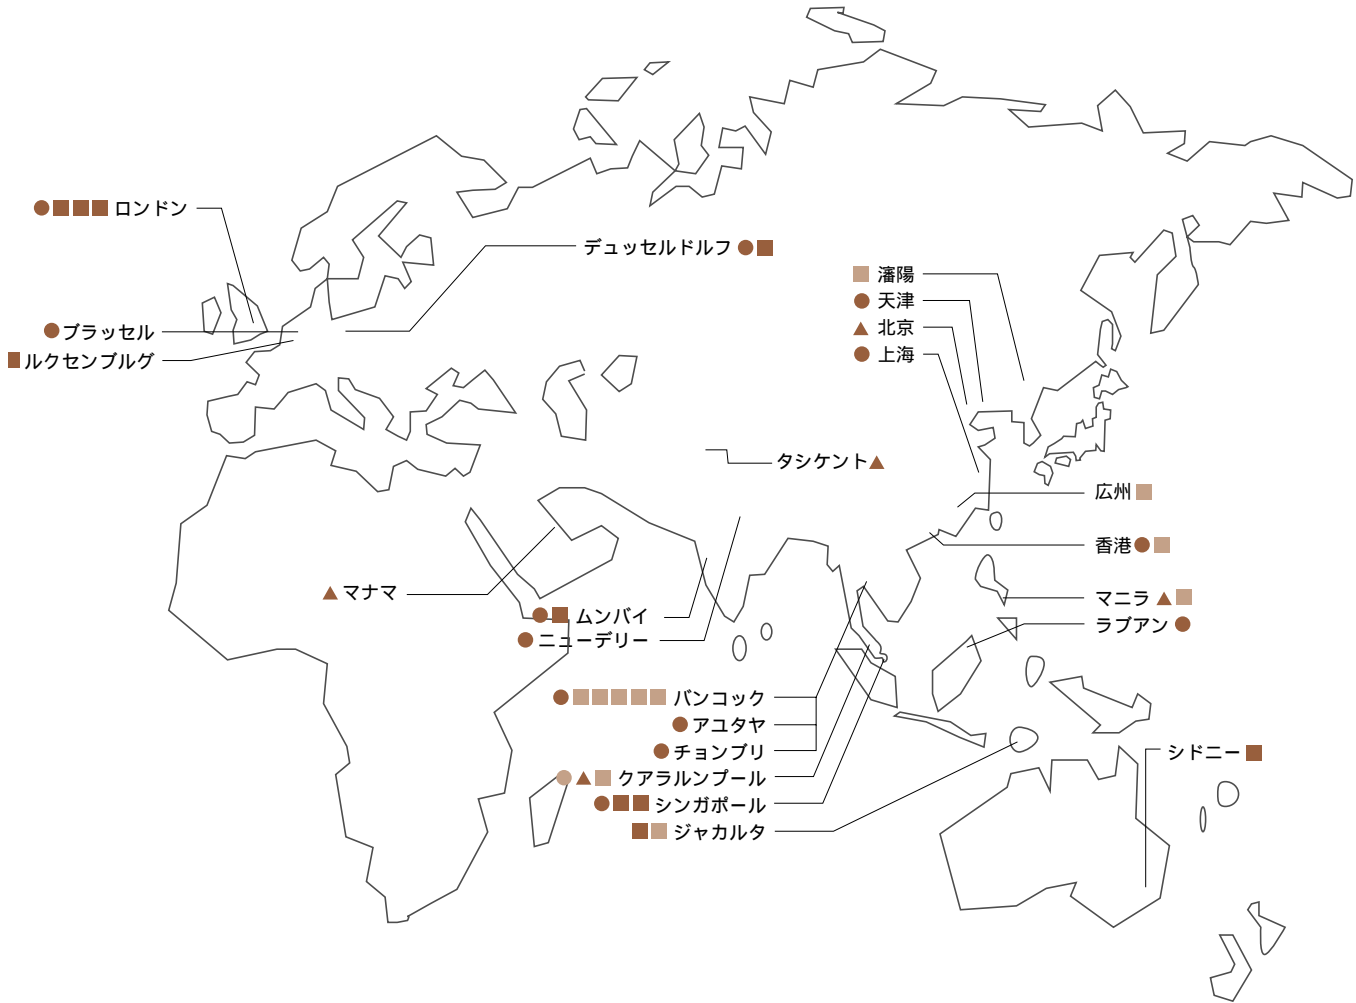 ロンドン
デュッセルドルフ
瀋陽
天津
ブラッセル
北京
上海
ルクセンブルグ
タシケント
広州
香港
マナマ
マニラ
ムンバイ
ラブアン
ニューデリー
バンコック
アユタヤ
チョンブリ
シドニー
クアラルンプール
シンガポール
ジャカルタ